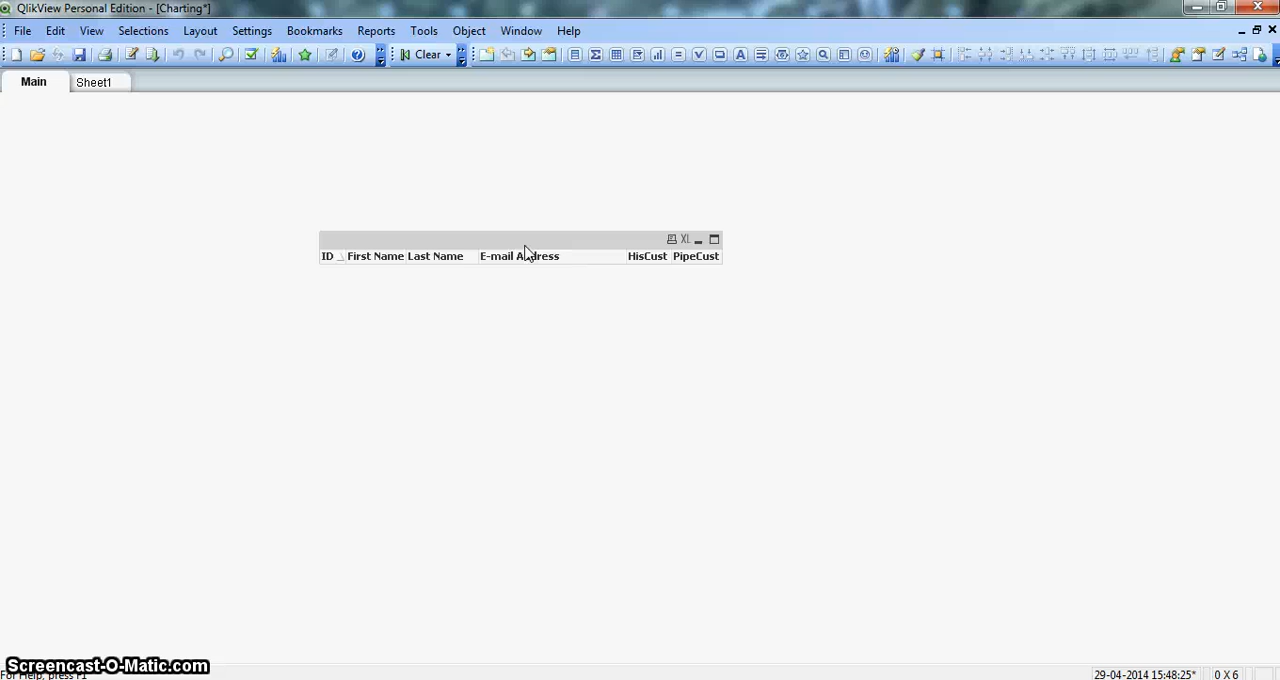 QlikView Personal Edition - [Charting*]
File Edit View Selections Layout Settings Bookmarks Reports Tools Object Window Help
Clear
Main Sheet1
XL
ID First Name Last Name E-mail Address HisCust PipeCust
Screencast-O-Matic.com
For Help, press F1 29-04-2014 15:48:25* 0 X 6